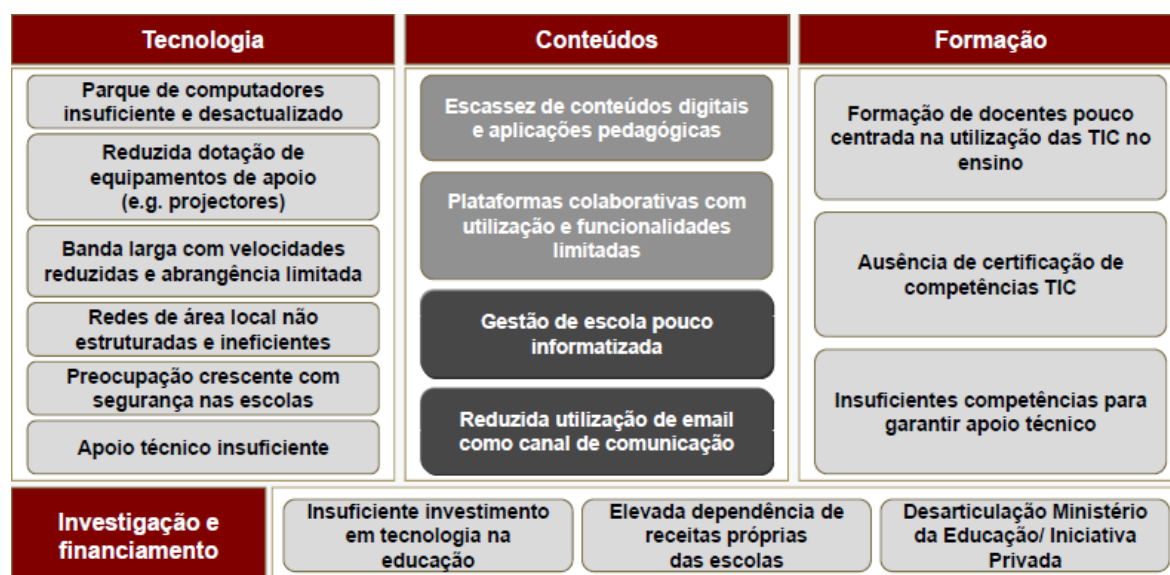 Tecnologia
Parque de computadores
insuficiente e desactualizado
Reduzida dotação de
equipamentos de apoio
(e.g. projectores)
Banda larga com velocidades
reduzidas e abrangência limitada
Redes de área local não
estruturadas e ineficientes
Preocupação crescente com
segurança nas escolas
Apoio técnico insuficiente
Conteúdos
Escassez de conteúdos digitais
e aplicações pedagógicas
Plataformas colaborativas com
utilização e funcionalidades
limitadas
Gestão de escola pouco
informatizada
Reduzida utilização de email
como canal de comunicação
Formação
Formação de docentes pouco
centrada na utilização das TIC no
ensino
Ausência de certificação de
competências TIC
Insuficientes competências para
garantir apoio técnico
Investigação e
financiamento
Insuficiente investimento
em tecnologia na
educação
Elevada dependência de
receitas próprias
das escolas
Desarticulação Ministério
da Educação/ Iniciativa
Privada